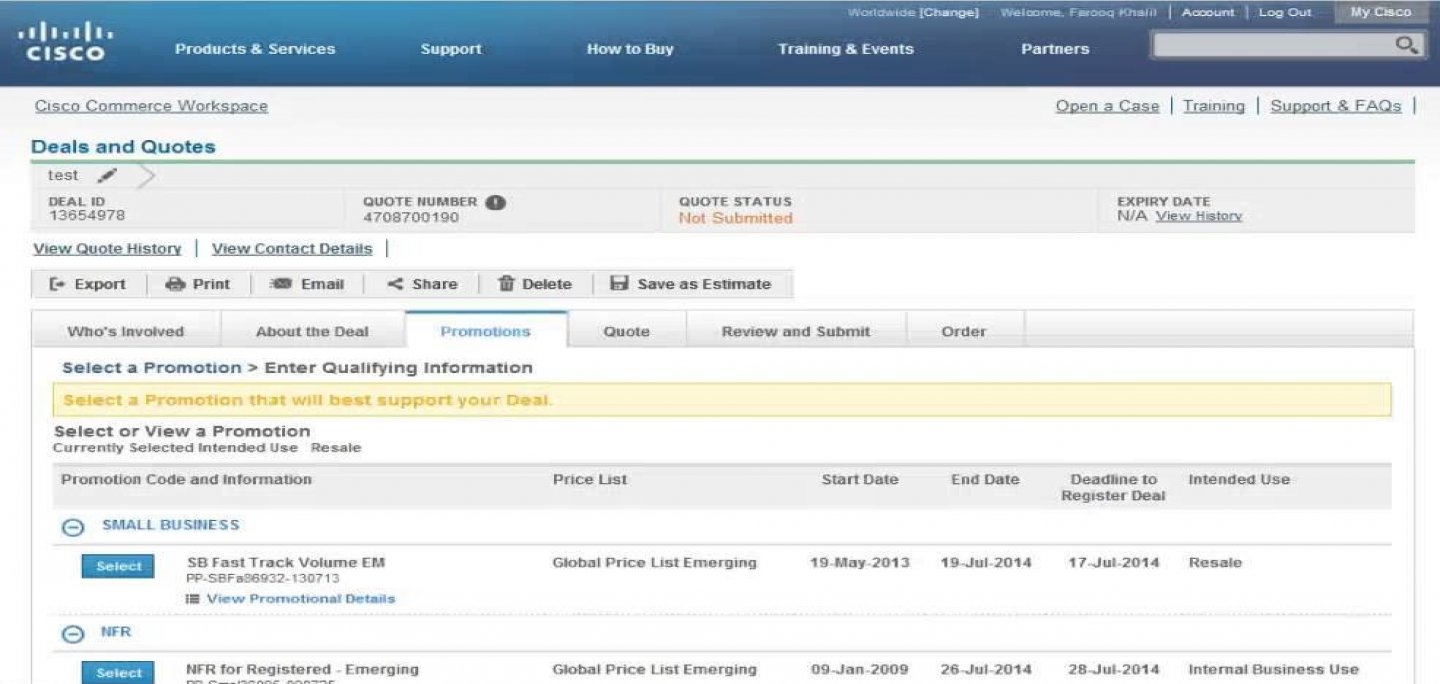 Worldwide [Change] Welcome, Farooq Khalil Account Log Out My Cisco
CISCO
Products & Services Support How to Buy Training & Events Partners
Cisco Commerce Workspace
Open a Case Training Support & FAQs
Deals and Quotes
test
DEAL ID QUOTE NUMBER QUOTE STATUS EXPIRY DATE
13654978 4708700190 Not Submitted N/A View History
View Quote History View Contact Details
Export Print Email Share Delete Save as Estimate
Who's Involved About the Deal Promotions Quote Review and Submit Order
Select a Promotion > Enter Qualifying Information
Select a Promotion that will best support your Deal.
Select or View a Promotion
Currently Selected Intended Use Resale
Promotion Code and Information Price List Start Date End Date Deadline to Register Deal Intended Use
SMALL BUSINESS
Select SB Fast Track Volume EM Global Price List Emerging 19-May-2013 19-Jul-2014 17-Jul-2014 Resale
PP-SBFa86932-130713
View Promotional Details
NFR
Select NFR for Registered - Emerging Global Price List Emerging 09-Jan-2009 26-Jul-2014 28-Jul-2014 Internal Business Use